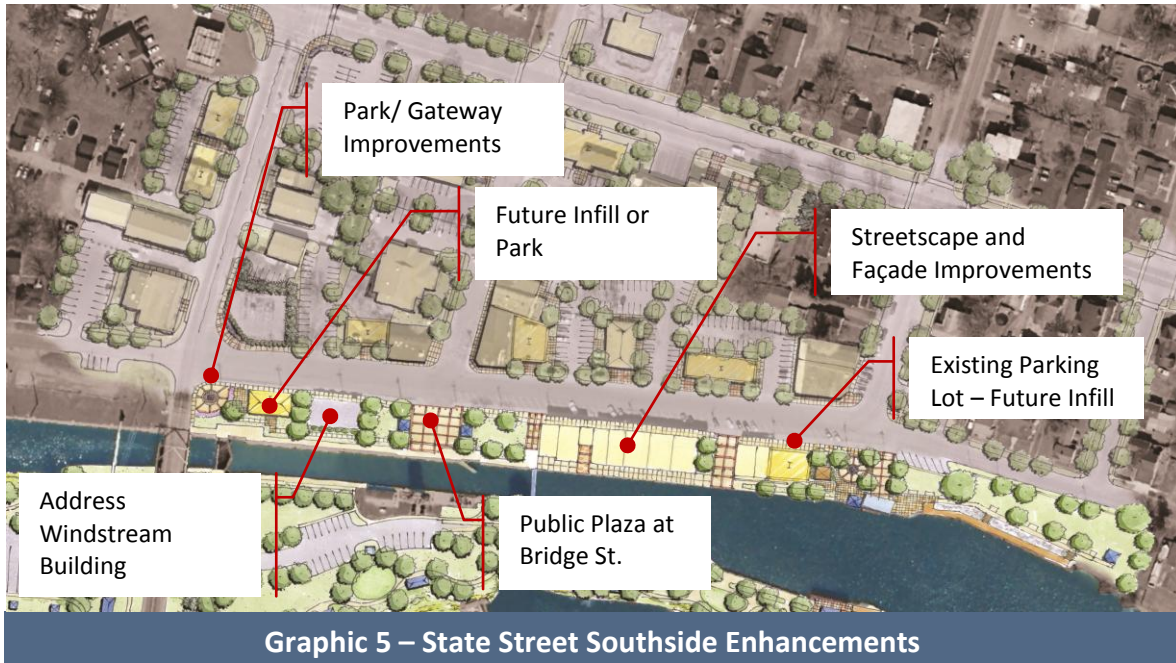 Park/ Gateway
Improvements
Future Infill or
Park
Streetscape and
Façade Improvements
Existing Parking
Lot – Future Infill
Address
Windstream
Building
Public Plaza at
Bridge St.
Graphic 5 – State Street Southside Enhancements